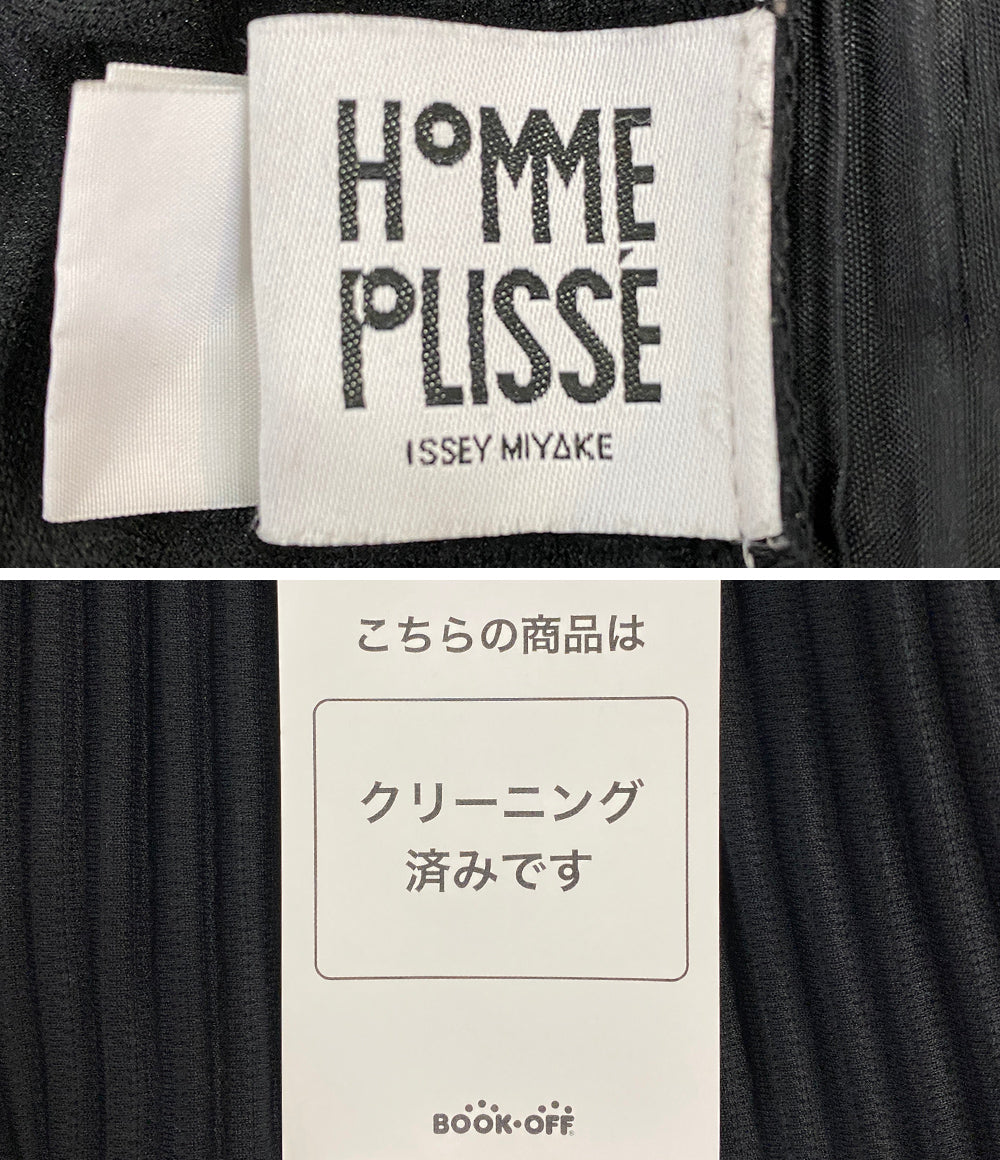 HOMME
PLISSÉ
ISSEY MIYAKE
こちらの商品は
クリーニング
済みです
BOOK・OFF